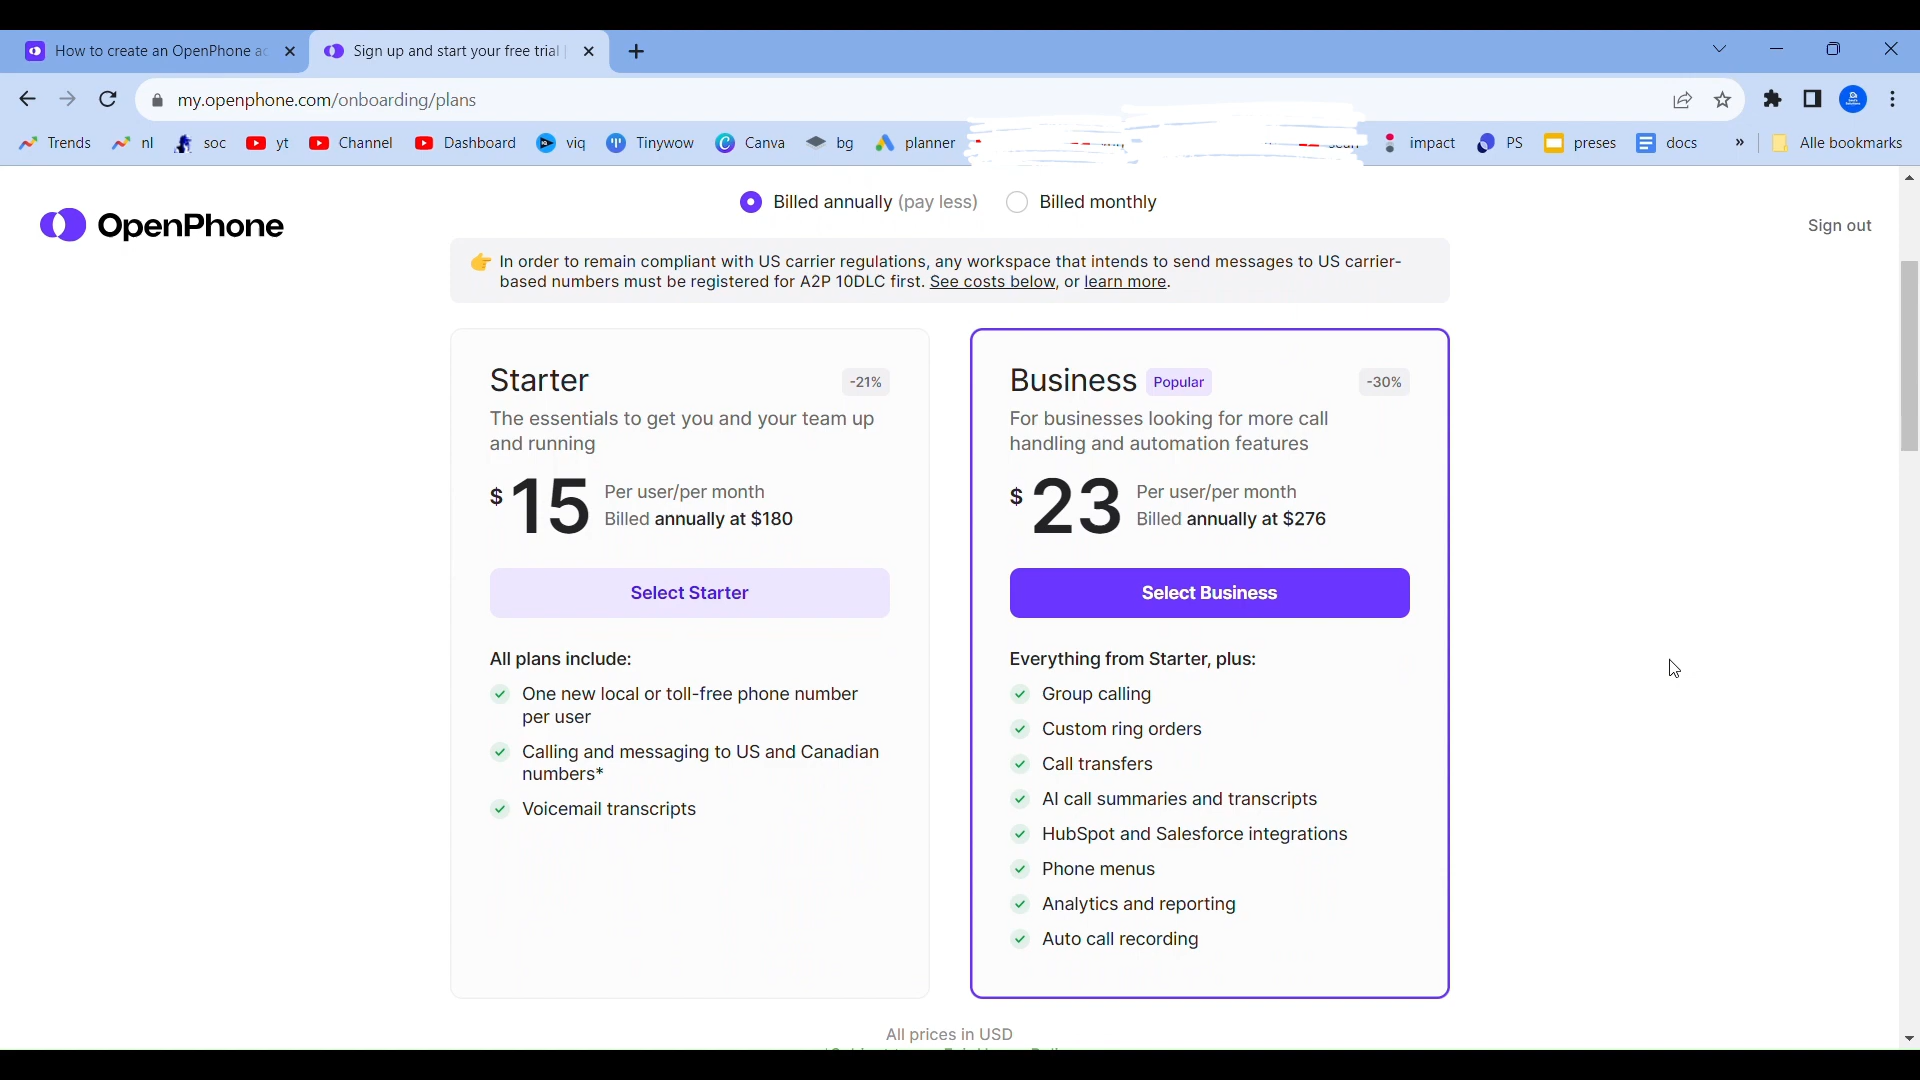 How to create an OpenPhone ac
Sign up and start your free trial
my.openphone.com/onboarding/plans
Trends nl soc yt Channel Dashboard viq Tinywow Canva bg planner impact PS preses docs » Alle bookmarks
OpenPhone
Billed annually (pay less) Billed monthly
Sign out
In order to remain compliant with US carrier regulations, any workspace that intends to send messages to US carrier-
based numbers must be registered for A2P 10DLC first. See costs below, or learn more.
Starter -21%
The essentials to get you and your team up
and running
$ 15 Per user/per month
Billed annually at $180
Select Starter
All plans include:
One new local or toll-free phone number
per user
Calling and messaging to US and Canadian
numbers*
Voicemail transcripts
Business Popular -30%
For businesses looking for more call
handling and automation features
$ 23 Per user/per month
Billed annually at $276
Select Business
Everything from Starter, plus:
Group calling
Custom ring orders
Call transfers
AI call summaries and transcripts
HubSpot and Salesforce integrations
Phone menus
Analytics and reporting
Auto call recording
All prices in USD